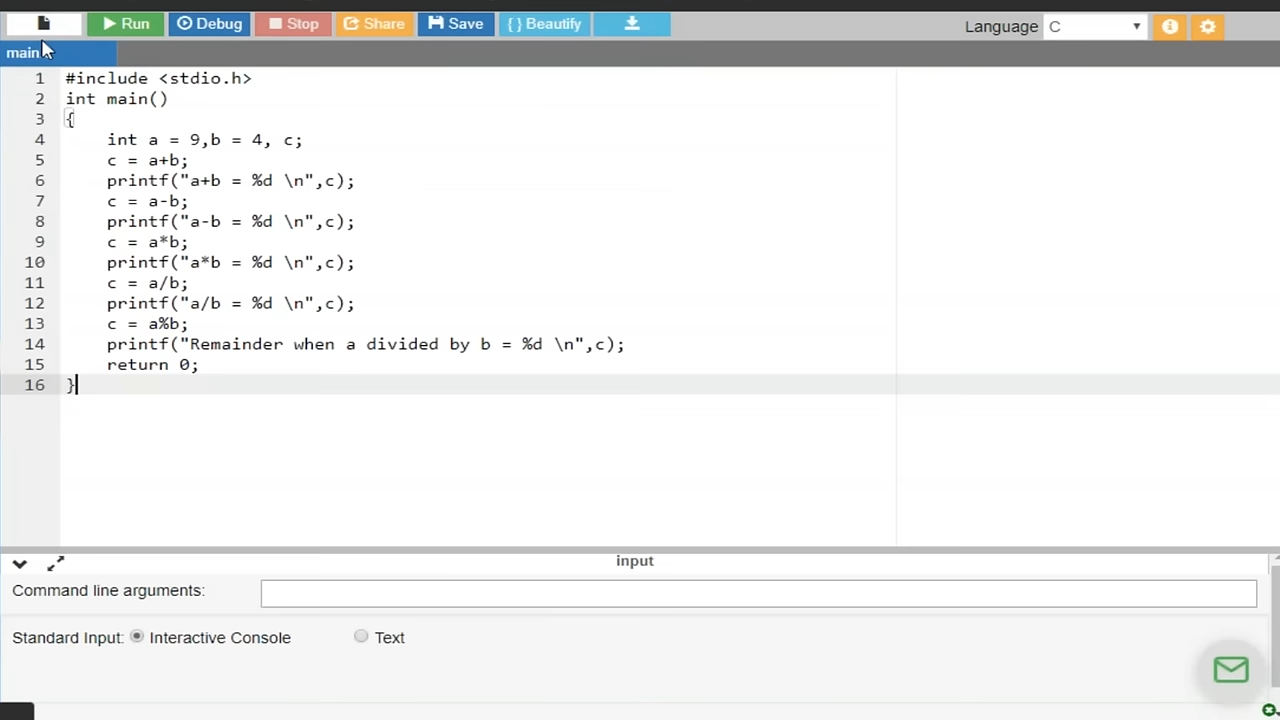 Run Debug Stop Share Save { } Beautify Language C
main
1 #include <stdio.h>
2 int main()
3 {
4 int a = 9,b = 4, c;
5 c = a+b;
6 printf("a+b = %d \n",c);
7 c = a-b;
8 printf("a-b = %d \n",c);
9 c = a*b;
10 printf("a*b = %d \n",c);
11 c = a/b;
12 printf("a/b = %d \n",c);
13 c = a%b;
14 printf("Remainder when a divided by b = %d \n",c);
15 return 0;
16 }
input
Command line arguments:
Standard Input: Interactive Console Text